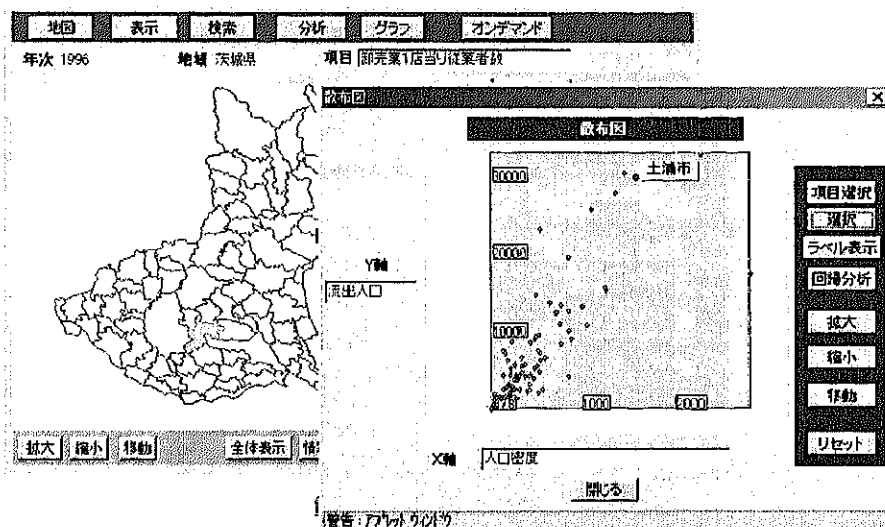 地図 表示 検索 分析 グラフ オンデマンド
年次 1996 地域 茨城県 項目 卸売業1店当り従業者数
散布図
散布図
土浦市
30000
20000
10000
1000 2000
Y軸
流出人口
X軸 人口密度
項目選択
選択
ラベル表示
回帰分析
拡大
縮小
移動
リセット
拡大 縮小 移動 全体表示
閉じる
警告：アプレット ウィンドウ